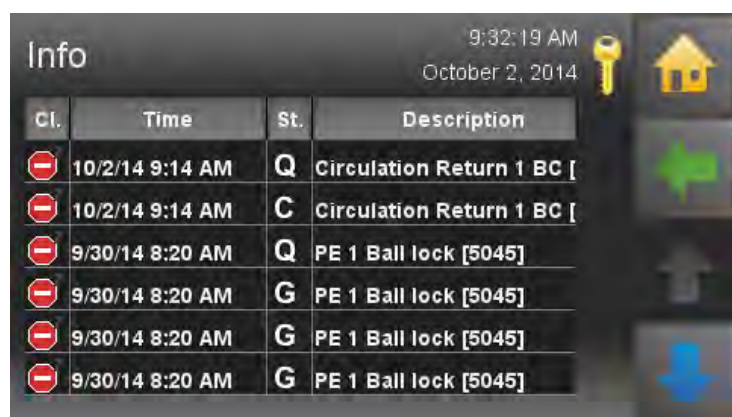 Info
9:32:19 AM
October 2, 2014
Cl. Time St. Description
10/2/14 9:14 AM Q Circulation Return 1 BC [
10/2/14 9:14 AM C Circulation Return 1 BC [
9/30/14 8:20 AM Q PE 1 Ball lock [5045]
9/30/14 8:20 AM G PE 1 Ball lock [5045]
9/30/14 8:20 AM G PE 1 Ball lock [5045]
9/30/14 8:20 AM G PE 1 Ball lock [5045]